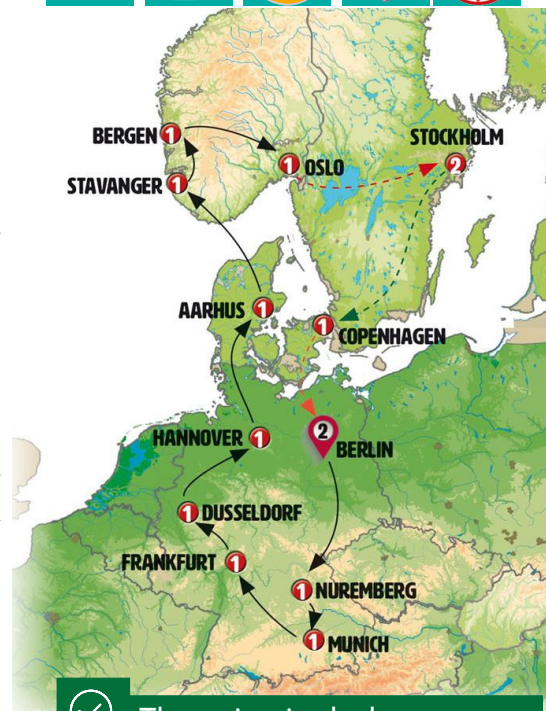 STOCKHOLM
2
BERGEN 1
1 OSLO
STAVANGER 1
AARHUS 1
1 COPENHAGEN
HANNOVER 1
2 BERLIN
1 DUSSELDORF
FRANKFURT 1
1 NUREMBERG
1 MUNICH